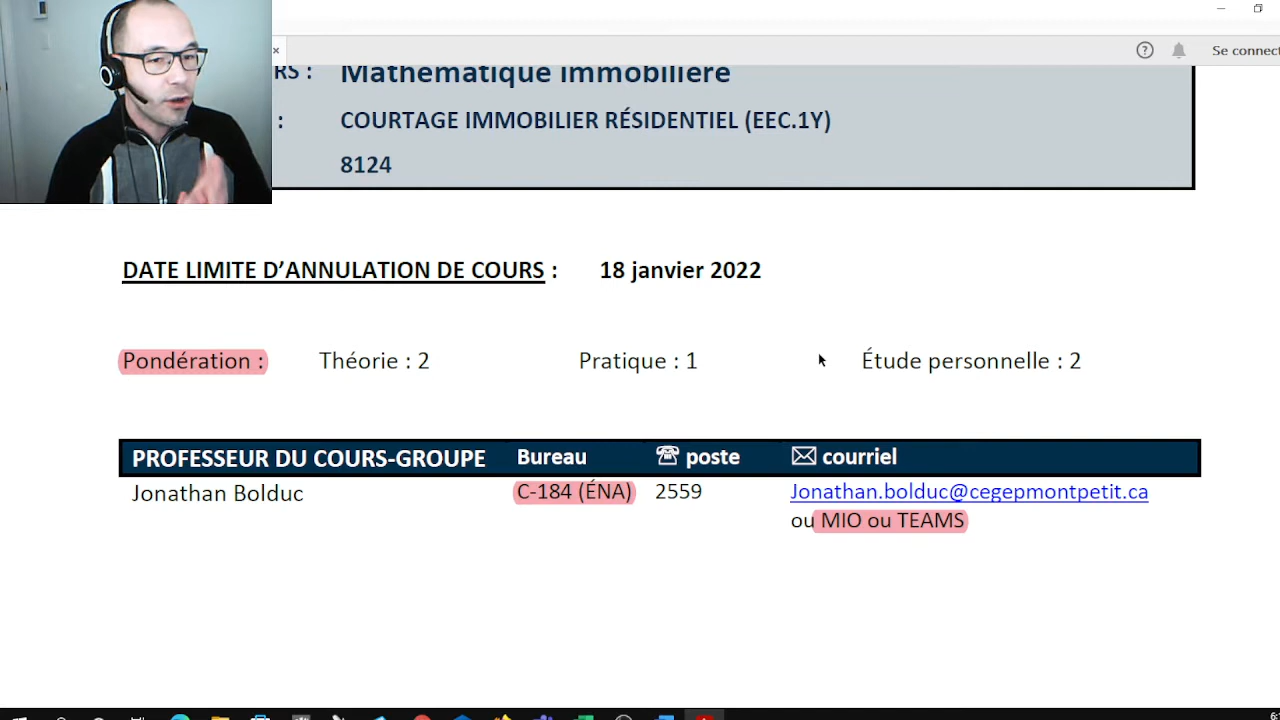 Se connect
RS : Mathématique immobilière
: COURTAGE IMMOBILIER RÉSIDENTIEL (EEC.1Y)
8124
DATE LIMITE D’ANNULATION DE COURS : 18 janvier 2022
Pondération : Théorie : 2 Pratique : 1 Étude personnelle : 2
PROFESSEUR DU COURS-GROUPE Bureau ☏ poste ✉ courriel
Jonathan Bolduc C-184 (ÉNA) 2559 Jonathan.bolduc@cegepmontpetit.ca
ou MIO ou TEAMS